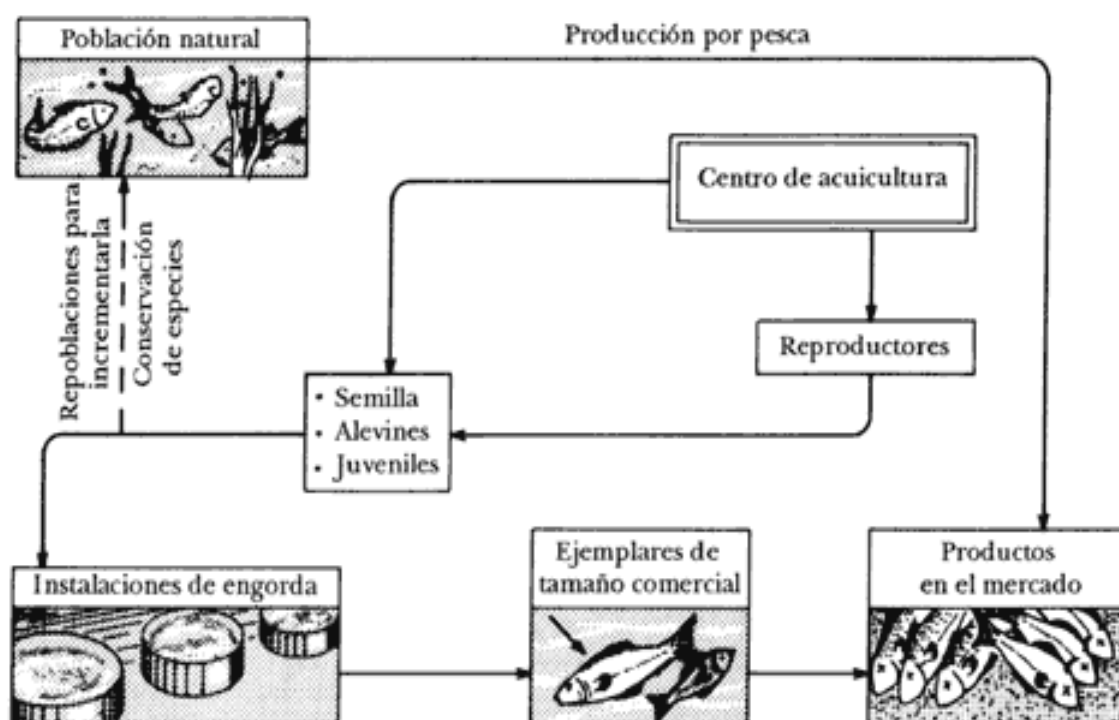 Población natural
Producción por pesca
Centro de acuicultura
Repoblaciones para
incrementarla
Conservación
de especies
Reproductores
• Semilla
• Alevines
• Juveniles
Instalaciones de engorda
Ejemplares de
tamaño comercial
Productos
en el mercado